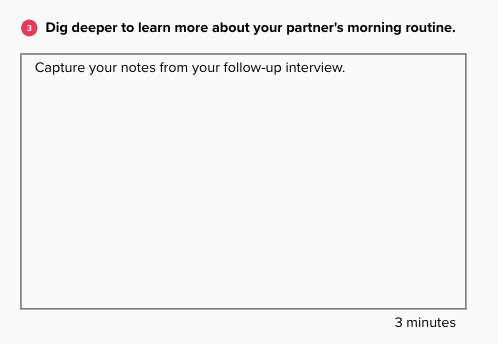 3 Dig deeper to learn more about your partner's morning routine.
Capture your notes from your follow-up interview.
3 minutes